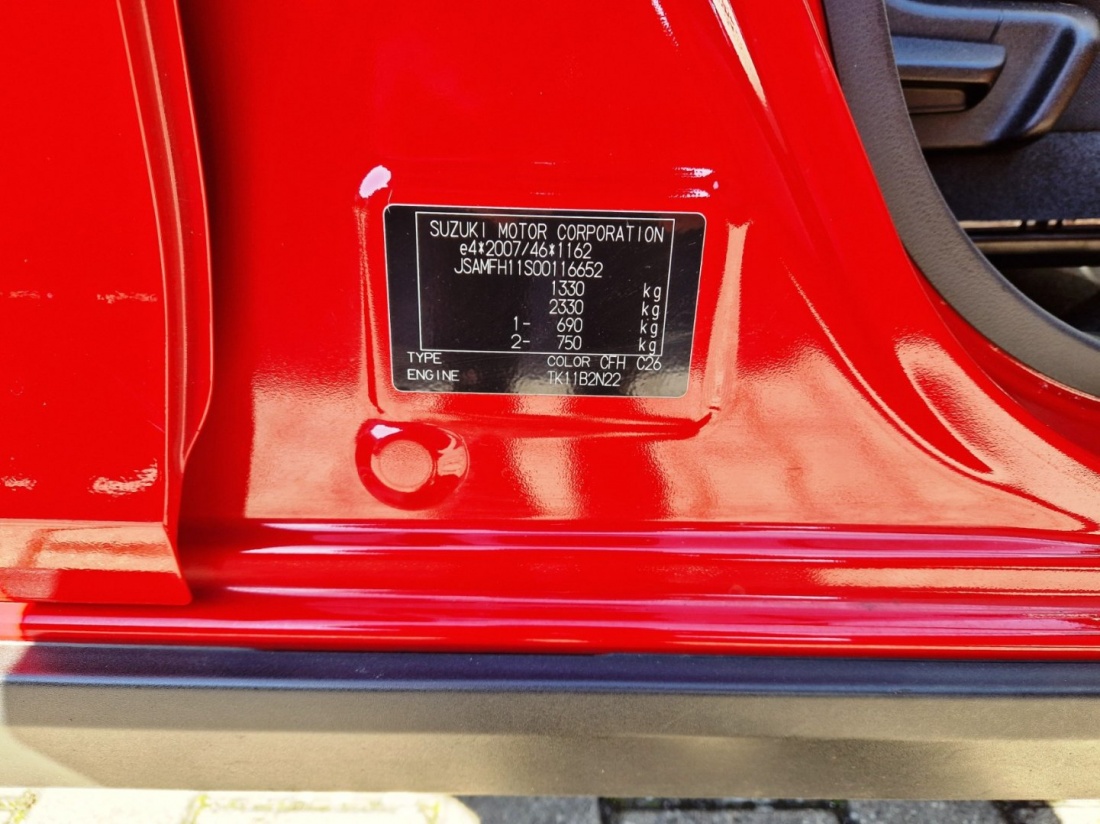 SUZUKI MOTOR CORPORATION
e4*2007/46*1162
JSAMFH11S00116652
1330 kg
2330 kg
1- 690 kg
2- 750 kg
TYPE COLOR CFH C26
ENGINE TK11B2N22